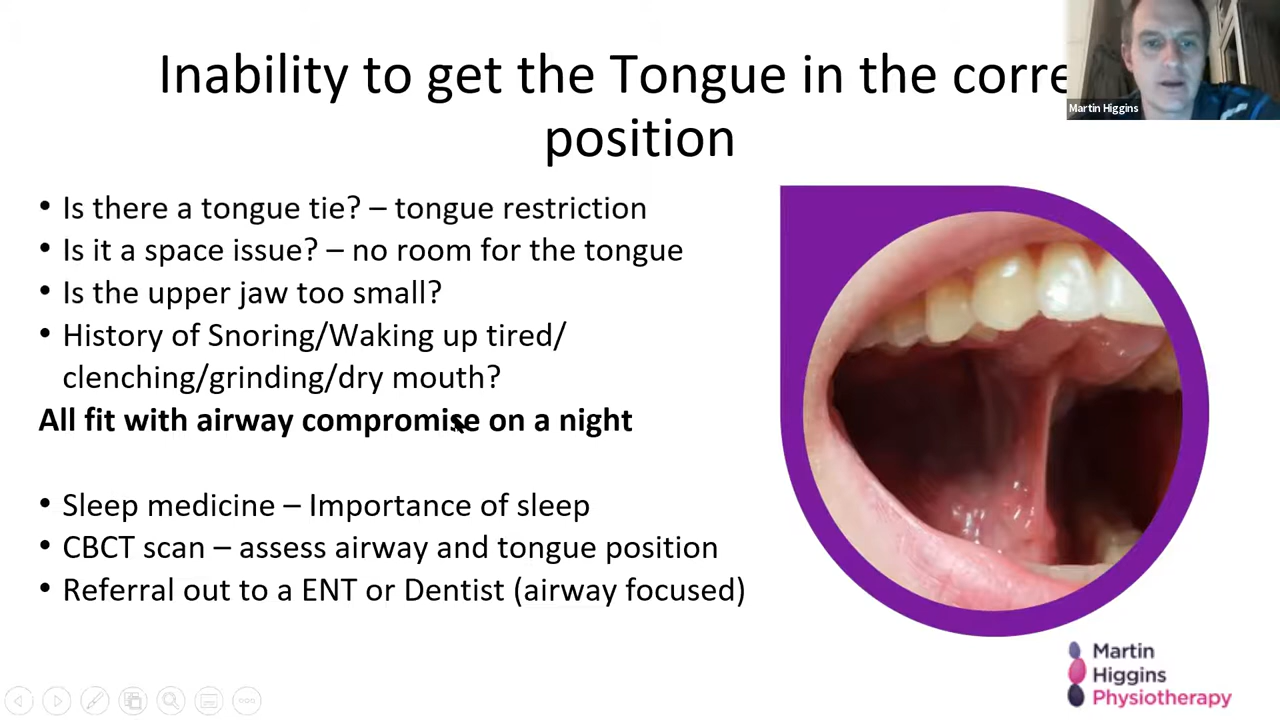 Inability to get the Tongue in the corre
position
Martin Higgins
• Is there a tongue tie? – tongue restriction
• Is it a space issue? – no room for the tongue
• Is the upper jaw too small?
• History of Snoring/Waking up tired/
clenching/grinding/dry mouth?
All fit with airway compromise on a night
• Sleep medicine – Importance of sleep
• CBCT scan – assess airway and tongue position
• Referral out to a ENT or Dentist (airway focused)
Martin
Higgins
Physiotherapy